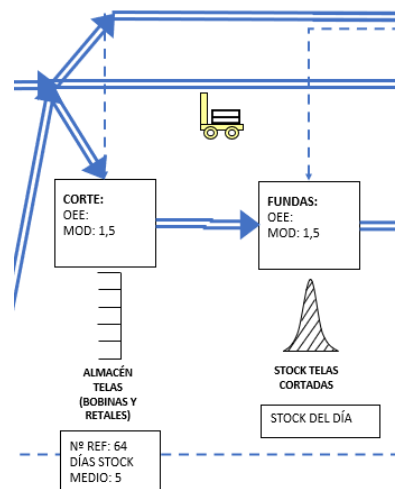 CORTE:
OEE:
MOD: 1,5
FUNDAS:
OEE:
MOD: 1,5
ALMACÉN
TELAS
(BOBINAS Y
RETALES)
STOCK TELAS
CORTADAS
STOCK DEL DÍA
Nº REF: 64
DÍAS STOCK
MEDIO: 5